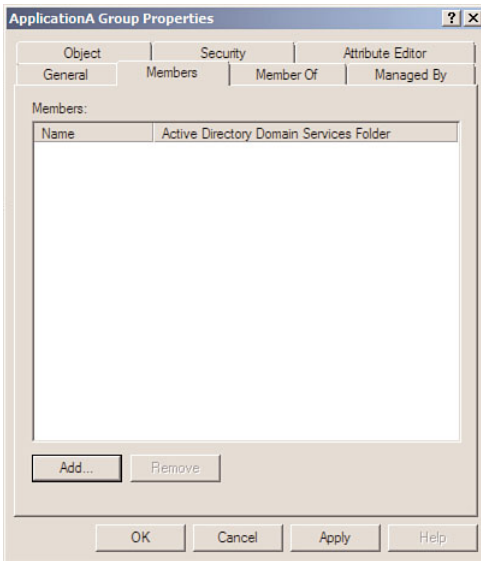 ApplicationA Group Properties ? X
Object Security Attribute Editor
General Members Member Of Managed By
Members:
Name Active Directory Domain Services Folder
Add... Remove
OK Cancel Apply Help